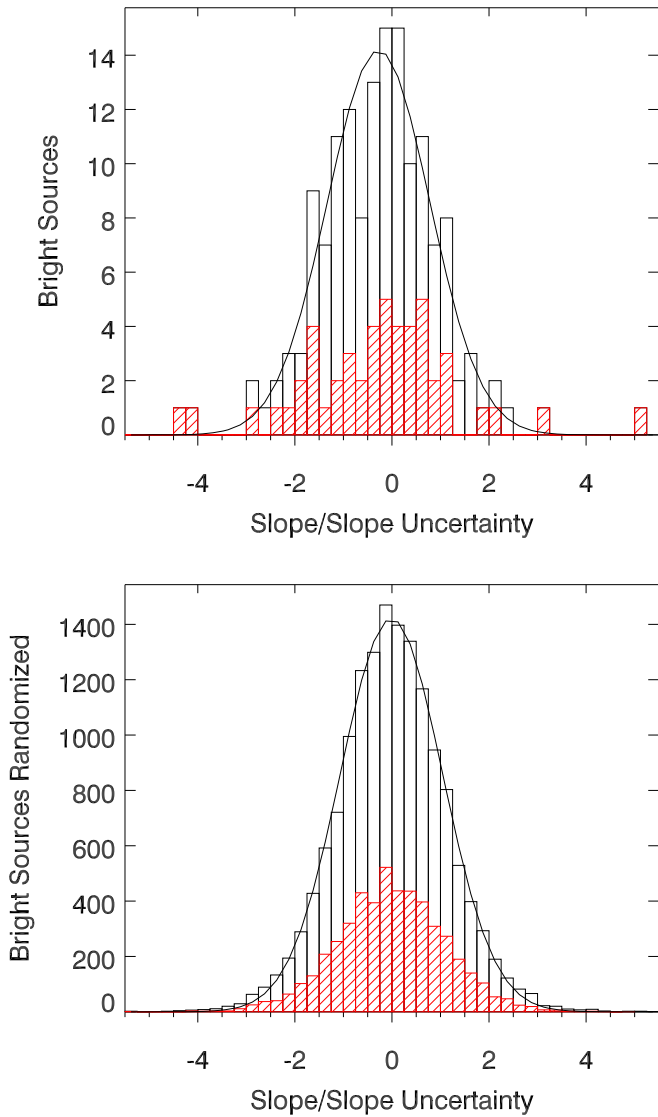 Bright Sources
14
12
10
8
6
4
2
0
-4 -2 0 2 4
Slope/Slope Uncertainty
Bright Sources Randomized
1400
1200
1000
800
600
400
200
0
-4 -2 0 2 4
Slope/Slope Uncertainty